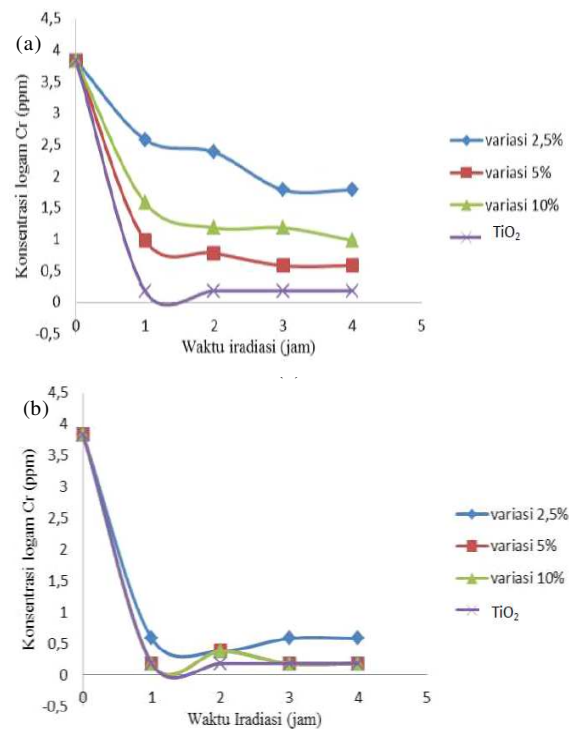 (a)
Konsentrasi logam Cr (ppm)
4,5
4
3,5
3
2,5
2
1,5
1
0,5
0
-0,5
0 1 2 3 4 5
Waktu iradiasi (jam)
variasi 2,5%
variasi 5%
variasi 10%
TiO₂
(b)
Konsentrasi logam Cr (ppm)
4,5
4
3,5
3
2,5
2
1,5
1
0,5
0
-0,5
0 1 2 3 4 5
Waktu Iradiasi (jam)
variasi 2,5%
variasi 5%
variasi 10%
TiO₂